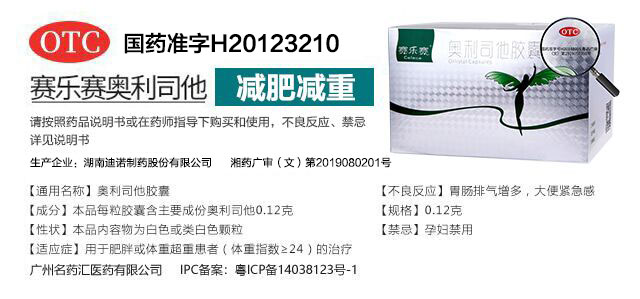 OTC 国药准字H20123210
赛乐赛奥利司他 减肥减重
请按照药品说明书或在药师指导下购买和使用，不良反应、禁忌
详见说明书
生产企业：湖南迪诺制药股份有限公司 湘药广审（文）第2019080201号
【通用名称】奥利司他胶囊
【成分】本品每粒胶囊含主要成份奥利司他0.12克
【性状】本品内容物为白色或类白色颗粒
【适应症】用于肥胖或体重超重患者（体重指数≥24）的治疗
广州名药汇医药有限公司 IPC备案：粤ICP备14038123号-1
【不良反应】胃肠排气增多，大便紧急感
【规格】0.12克
【禁忌】孕妇禁用
赛乐赛
奥利司他胶囊
Orlistat Capsules
OTC